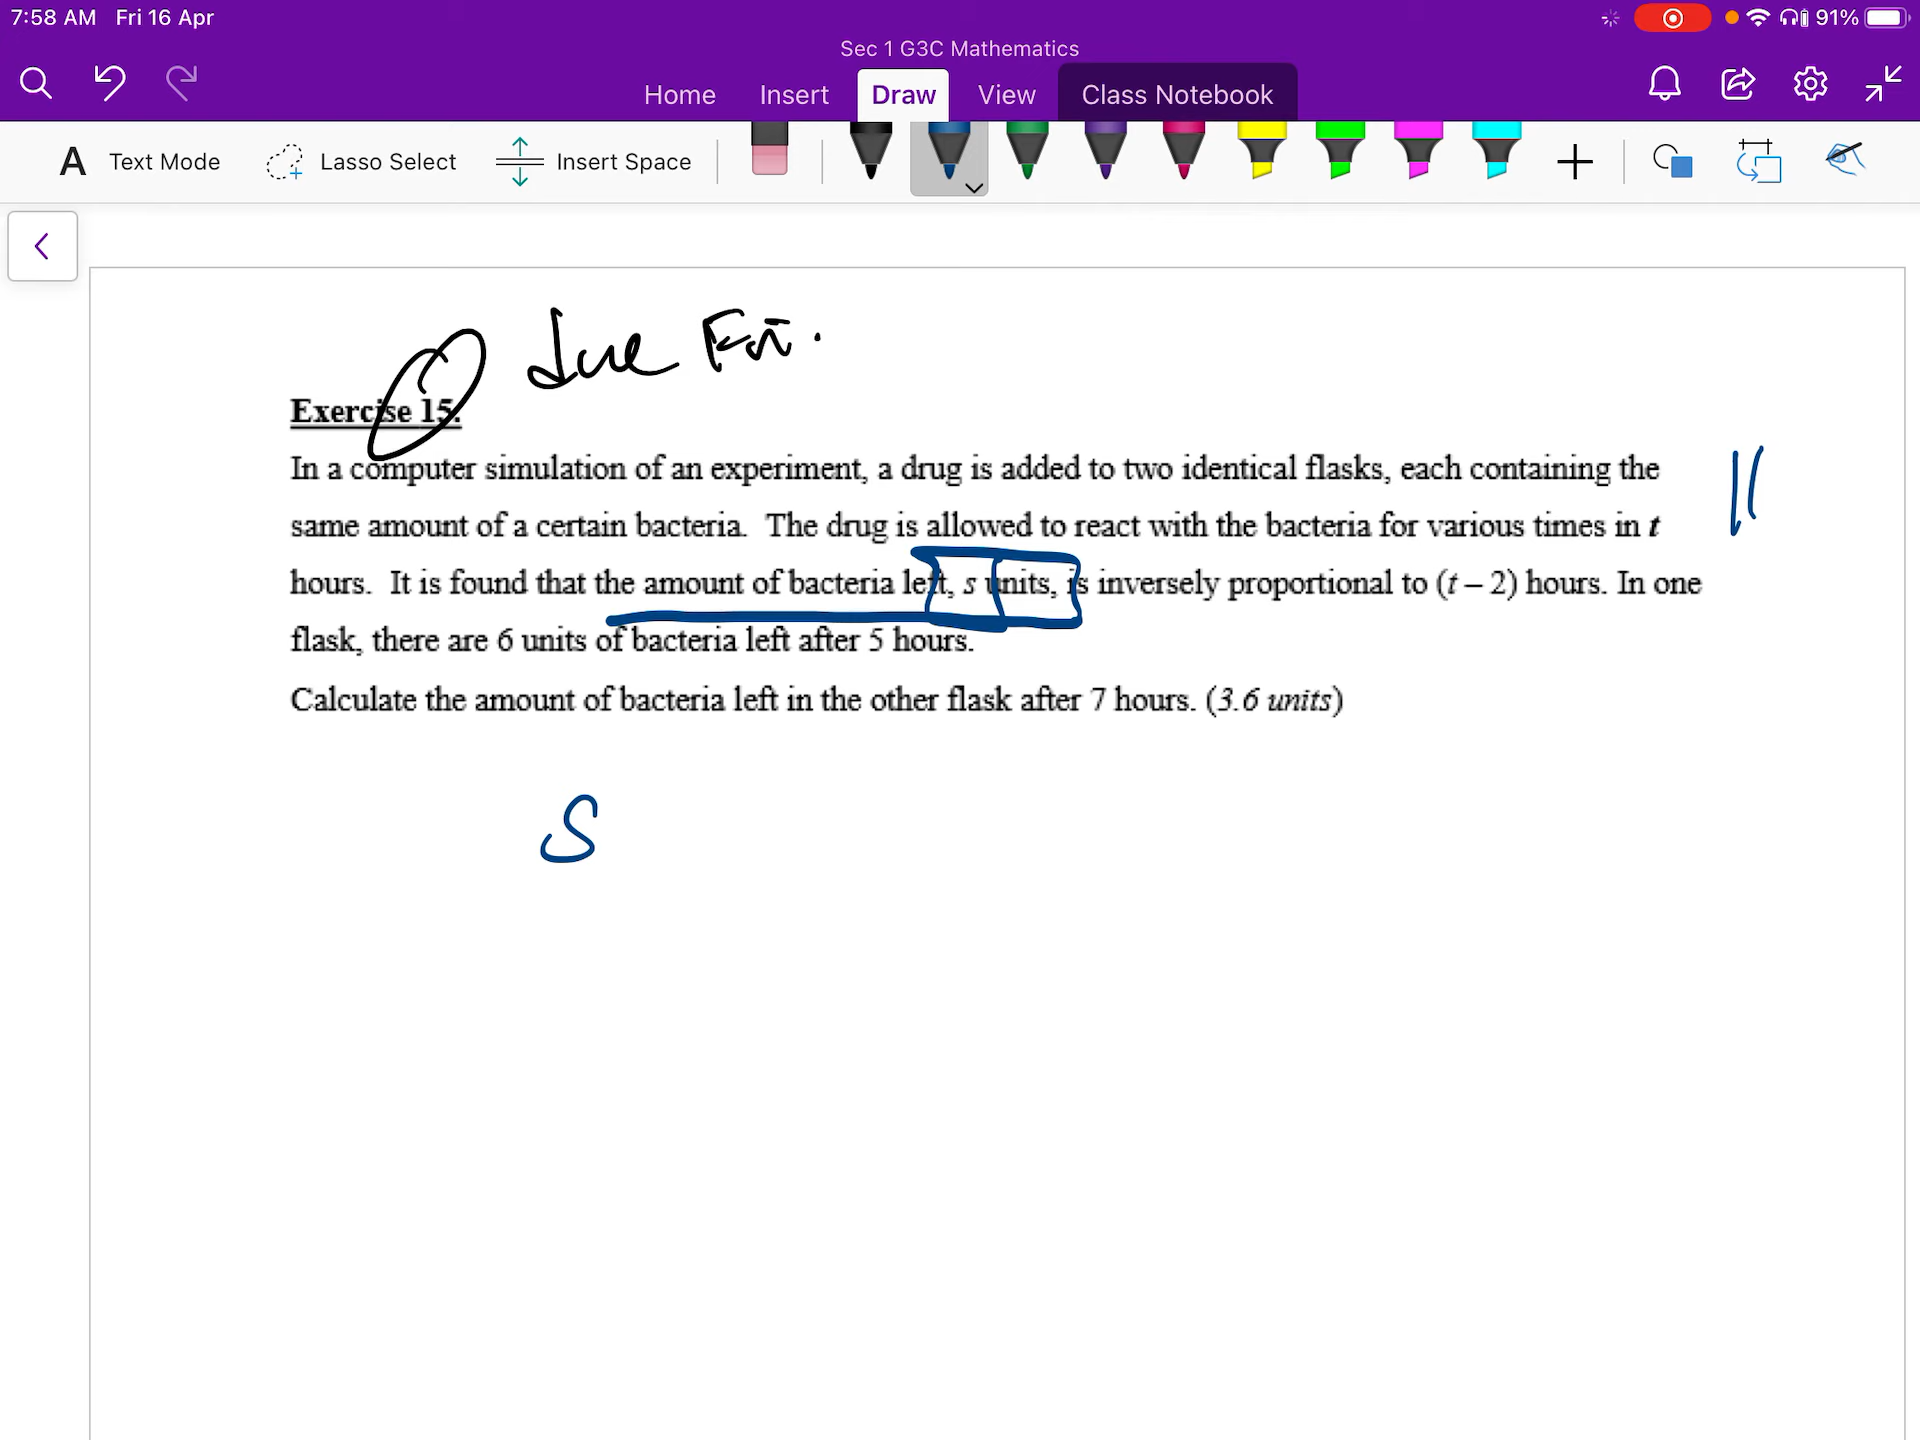 7:58 AM Fri 16 Apr 91%
Sec 1 G3C Mathematics
Home Insert Draw View Class Notebook
A Text Mode Lasso Select Insert Space
due Fri.
Exercise 15:
In a computer simulation of an experiment, a drug is added to two identical flasks, each containing the
same amount of a certain bacteria. The drug is allowed to react with the bacteria for various times in t
hours. It is found that the amount of bacteria left, s units, is inversely proportional to (t – 2) hours. In one
flask, there are 6 units of bacteria left after 5 hours.
Calculate the amount of bacteria left in the other flask after 7 hours. (3.6 units)
S